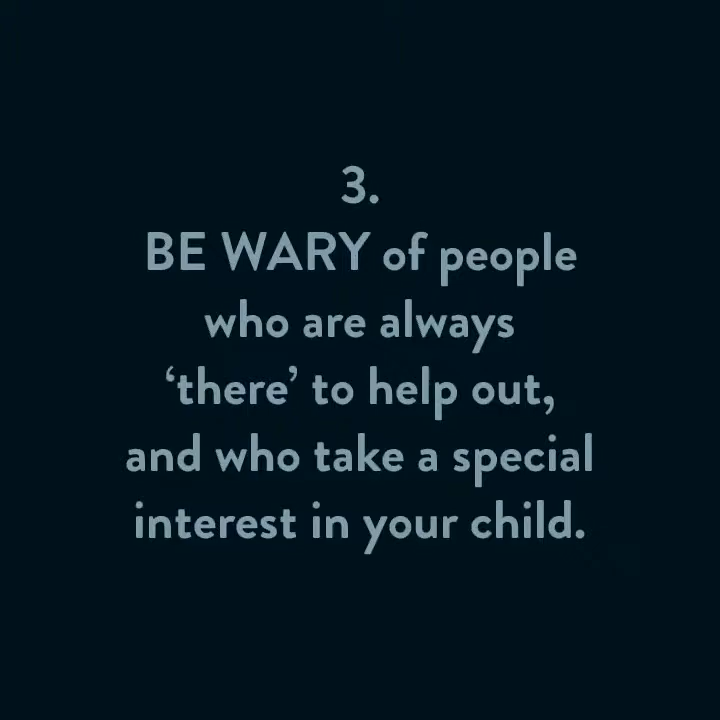 3.
BE WARY of people
who are always
‘there’ to help out,
and who take a special
interest in your child.